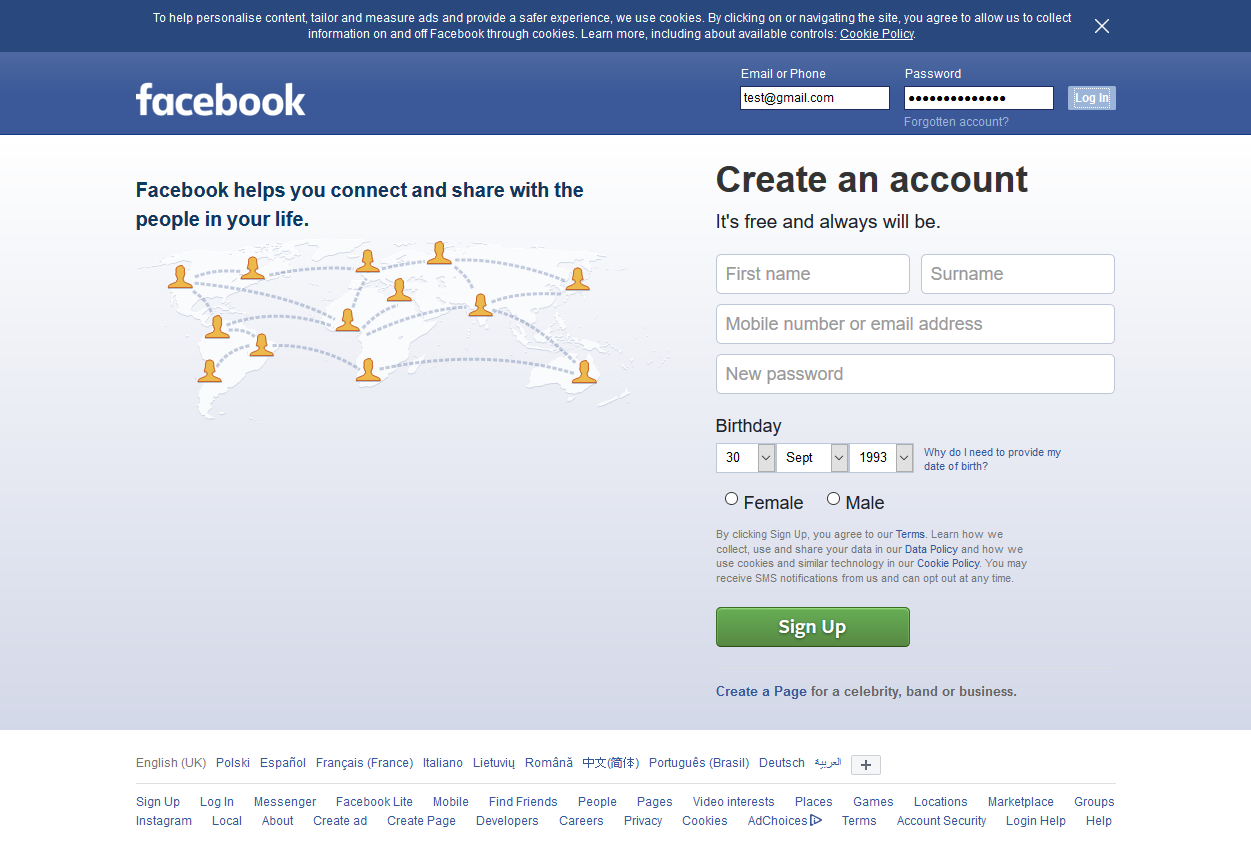 To help personalise content, tailor and measure ads and provide a safer experience, we use cookies. By clicking on or navigating the site, you agree to allow us to collect
information on and off Facebook through cookies. Learn more, including about available controls: Cookie Policy.
facebook
Email or Phone
Password
test@gmail.com
••••••••••••••
Log In
Forgotten account?
Facebook helps you connect and share with the
people in your life.
Create an account
It's free and always will be.
First name
Surname
Mobile number or email address
New password
Birthday
30
Sept
1993
Why do I need to provide my
date of birth?
Female
Male
By clicking Sign Up, you agree to our Terms. Learn how we
collect, use and share your data in our Data Policy and how we
use cookies and similar technology in our Cookie Policy. You may
receive SMS notifications from us and can opt out at any time.
Sign Up
Create a Page for a celebrity, band or business.
English (UK) Polski Español Français (France) Italiano Lietuvių Română 中文(简体) Português (Brasil) Deutsch العربية +
Sign Up Log In Messenger Facebook Lite Mobile Find Friends People Pages Video interests Places Games Locations Marketplace Groups
Instagram Local About Create ad Create Page Developers Careers Privacy Cookies AdChoices Terms Account Security Login Help Help